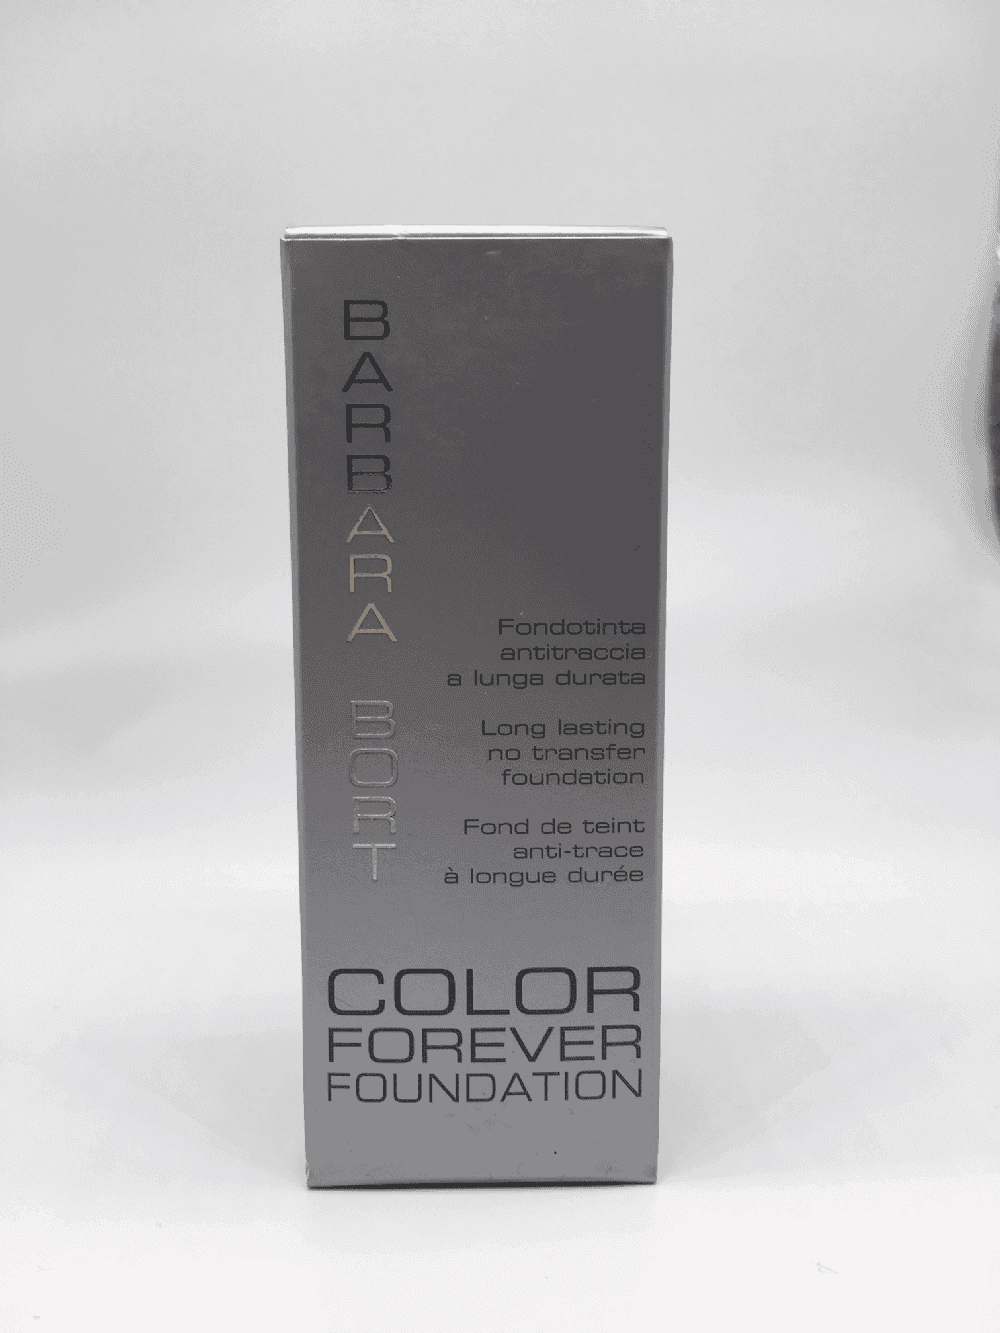 BARBARA BORT
Fondotinta
antitraccia
a lunga durata
Long lasting
no transfer
foundation
Fond de teint
anti-trace
à longue durée
COLOR
FOREVER
FOUNDATION